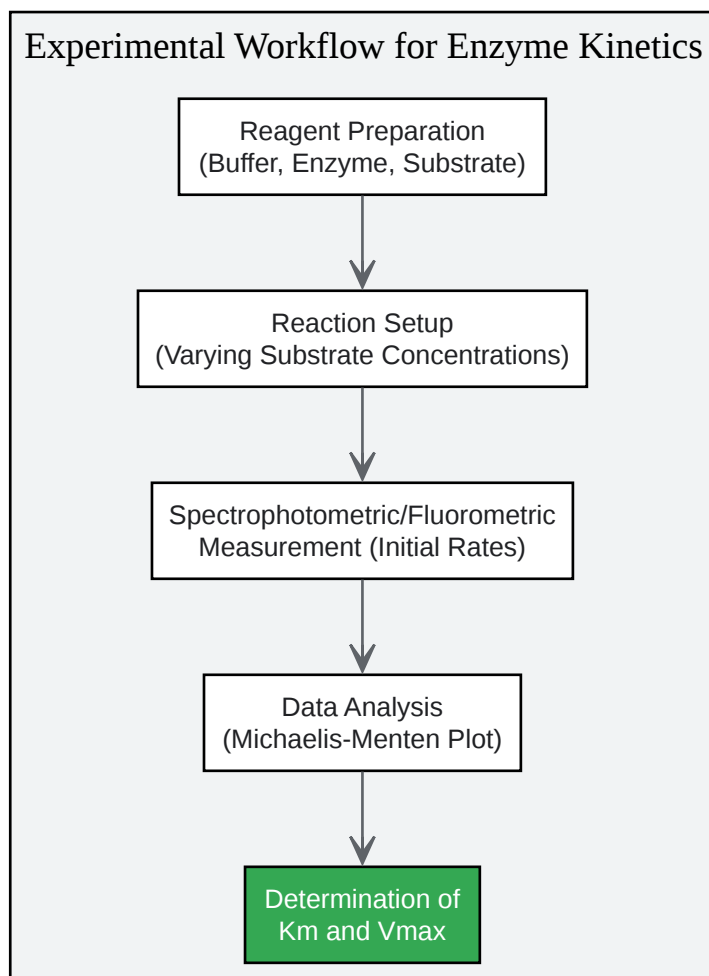 Experimental Workflow for Enzyme Kinetics
Reagent Preparation
(Buffer, Enzyme, Substrate)
Reaction Setup
(Varying Substrate Concentrations)
Spectrophotometric/Fluorometric
Measurement (Initial Rates)
Data Analysis
(Michaelis-Menten Plot)
Determination of
Km and Vmax